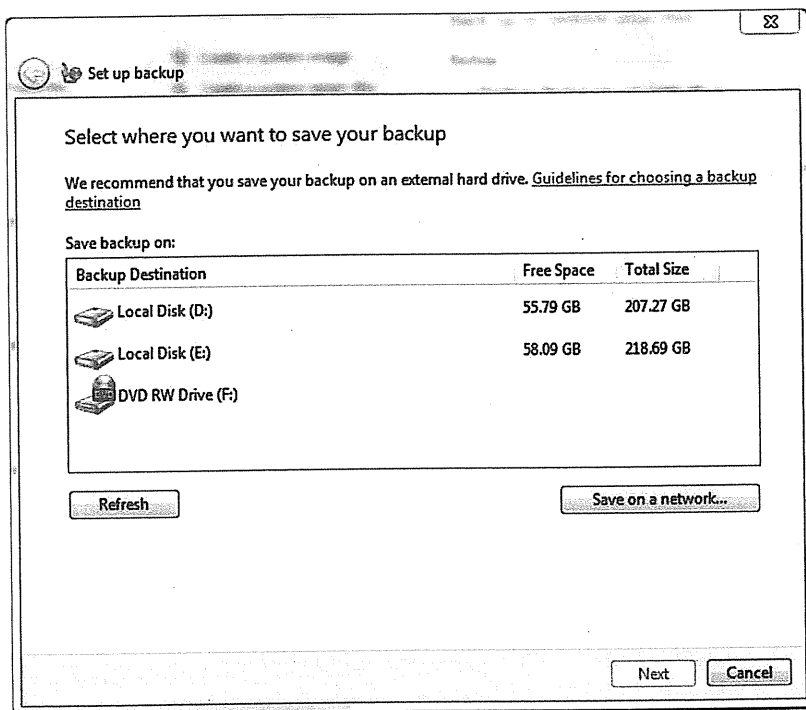 Set up backup
Select where you want to save your backup
We recommend that you save your backup on an external hard drive. Guidelines for choosing a backup
destination
Save backup on:
Backup Destination Free Space Total Size
Local Disk (D:) 55.79 GB 207.27 GB
Local Disk (E:) 58.09 GB 218.69 GB
DVD RW Drive (F:)
Refresh Save on a network...
Next Cancel